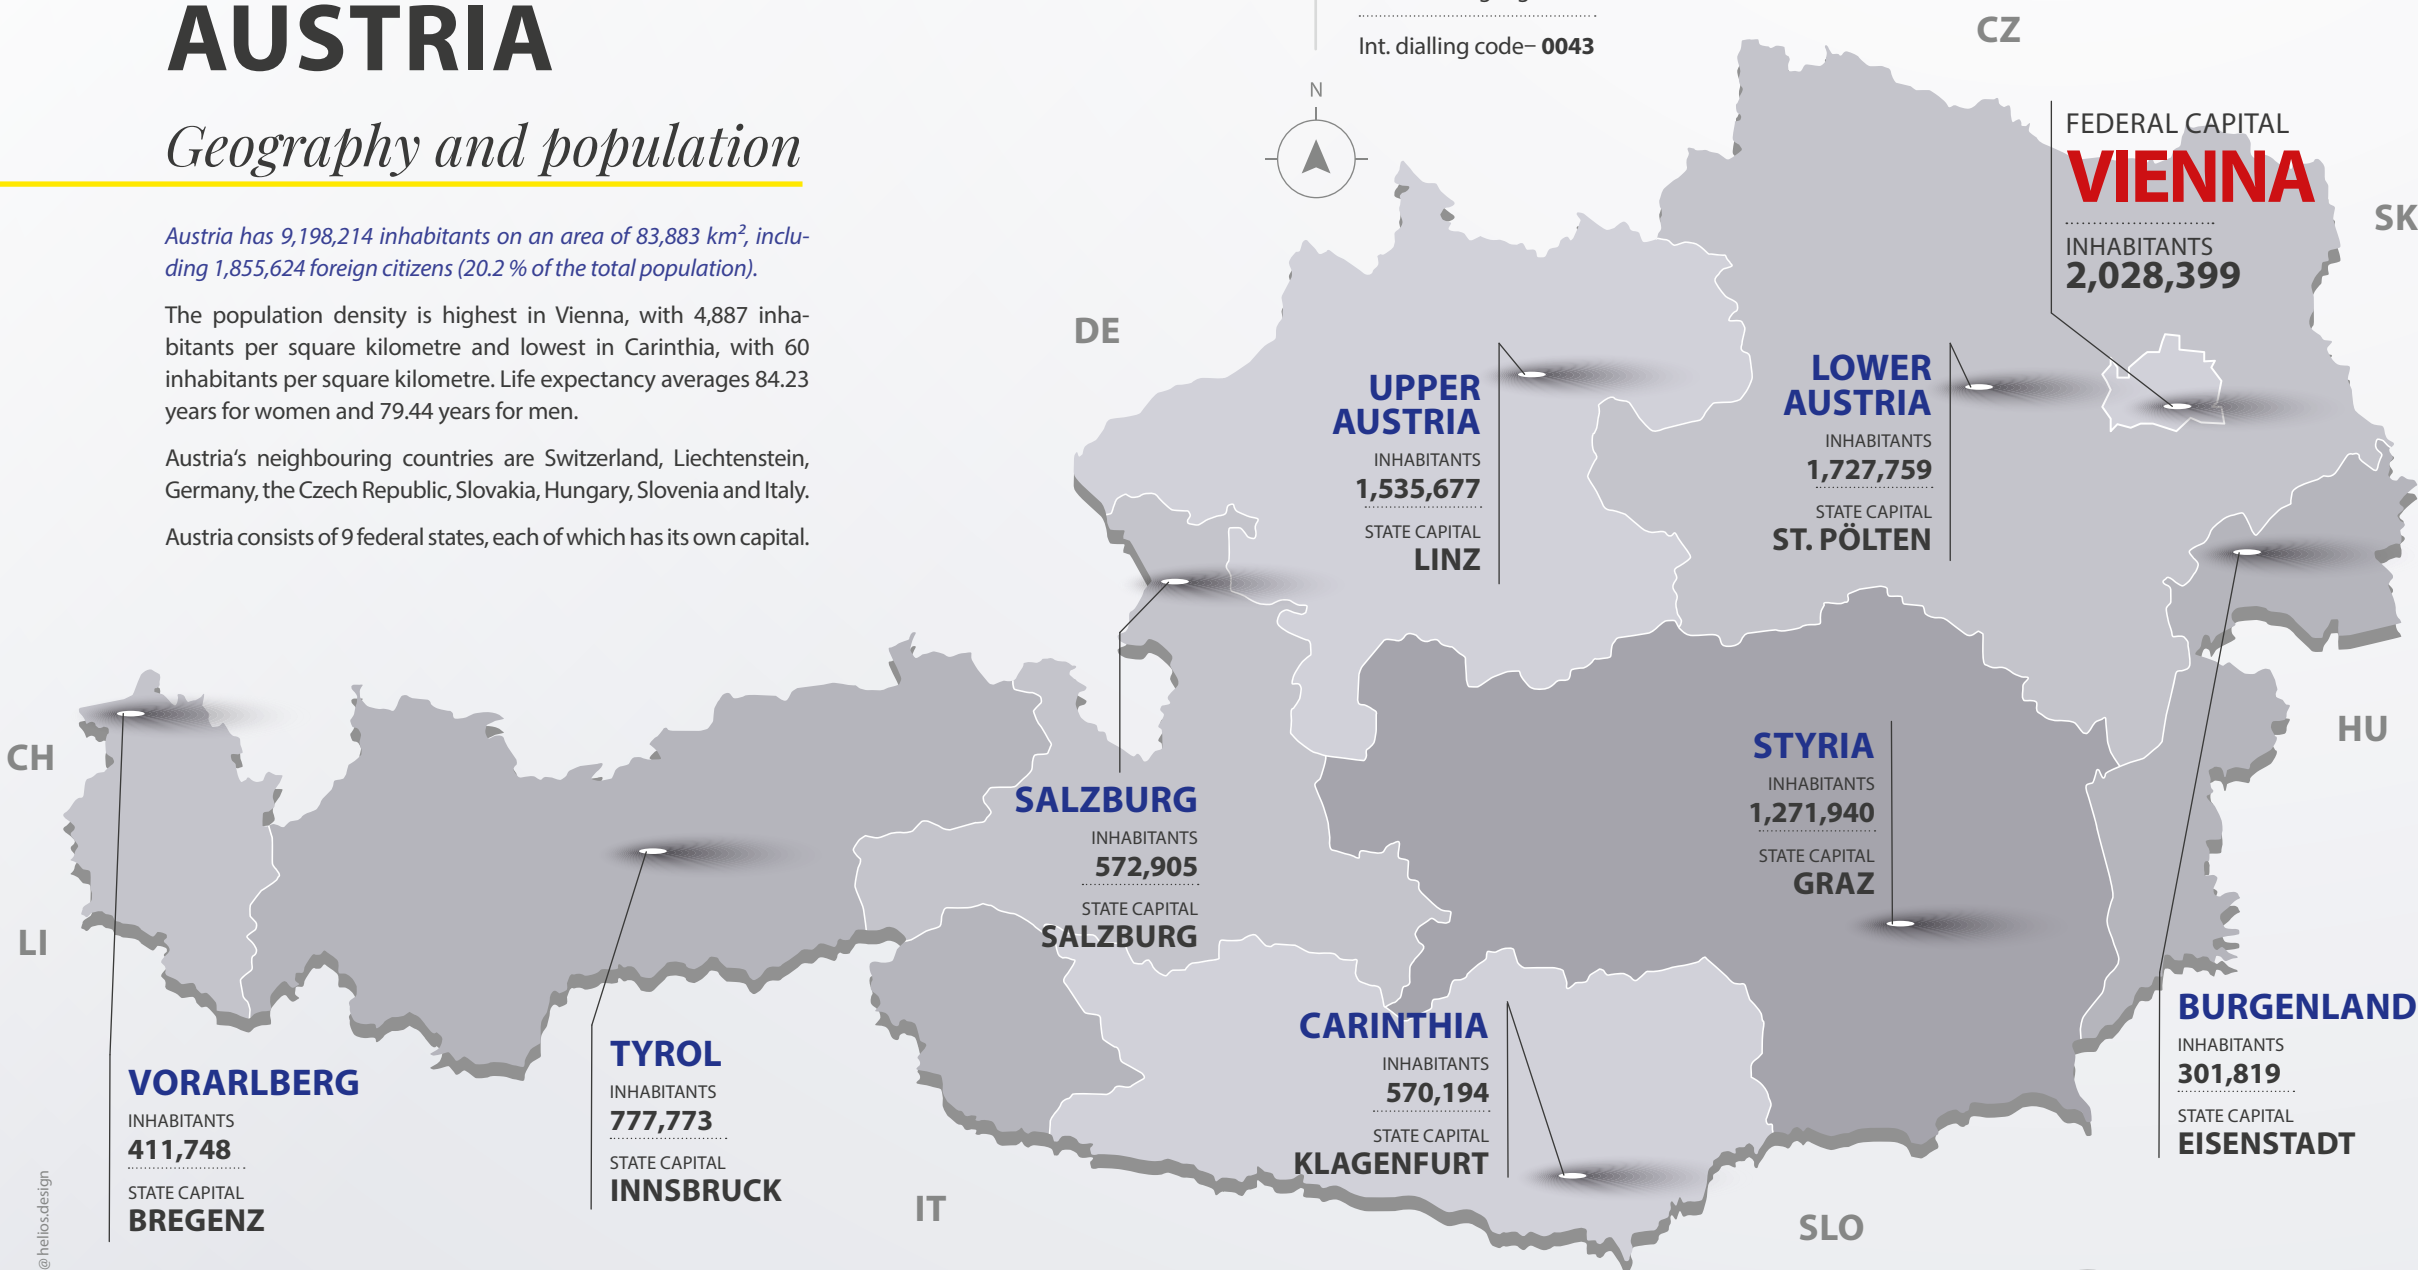 AUSTRIA
Geography and population
Austria has 9,198,214 inhabitants on an area of 83,883 km², inclu-
ding 1,855,624 foreign citizens (20.2 % of the total population).
The population density is highest in Vienna, with 4,887 inha-
bitants per square kilometre and lowest in Carinthia, with 60
inhabitants per square kilometre. Life expectancy averages 84.23
years for women and 79.44 years for men.
Austria‘s neighbouring countries are Switzerland, Liechtenstein,
Germany, the Czech Republic, Slovakia, Hungary, Slovenia and Italy.
Austria consists of 9 federal states, each of which has its own capital.
Int. dialling code– 0043
N
CZ
FEDERAL CAPITAL
VIENNA
INHABITANTS
2,028,399
SK
DE
UPPER
AUSTRIA
INHABITANTS
1,535,677
STATE CAPITAL
LINZ
LOWER
AUSTRIA
INHABITANTS
1,727,759
STATE CAPITAL
ST. PÖLTEN
CH
LI
HU
SALZBURG
INHABITANTS
572,905
STATE CAPITAL
SALZBURG
STYRIA
INHABITANTS
1,271,940
STATE CAPITAL
GRAZ
VORARLBERG
INHABITANTS
411,748
STATE CAPITAL
BREGENZ
TYROL
INHABITANTS
777,773
STATE CAPITAL
INNSBRUCK
CARINTHIA
INHABITANTS
570,194
STATE CAPITAL
KLAGENFURT
BURGENLAND
INHABITANTS
301,819
STATE CAPITAL
EISENSTADT
IT
SLO
@helios.design